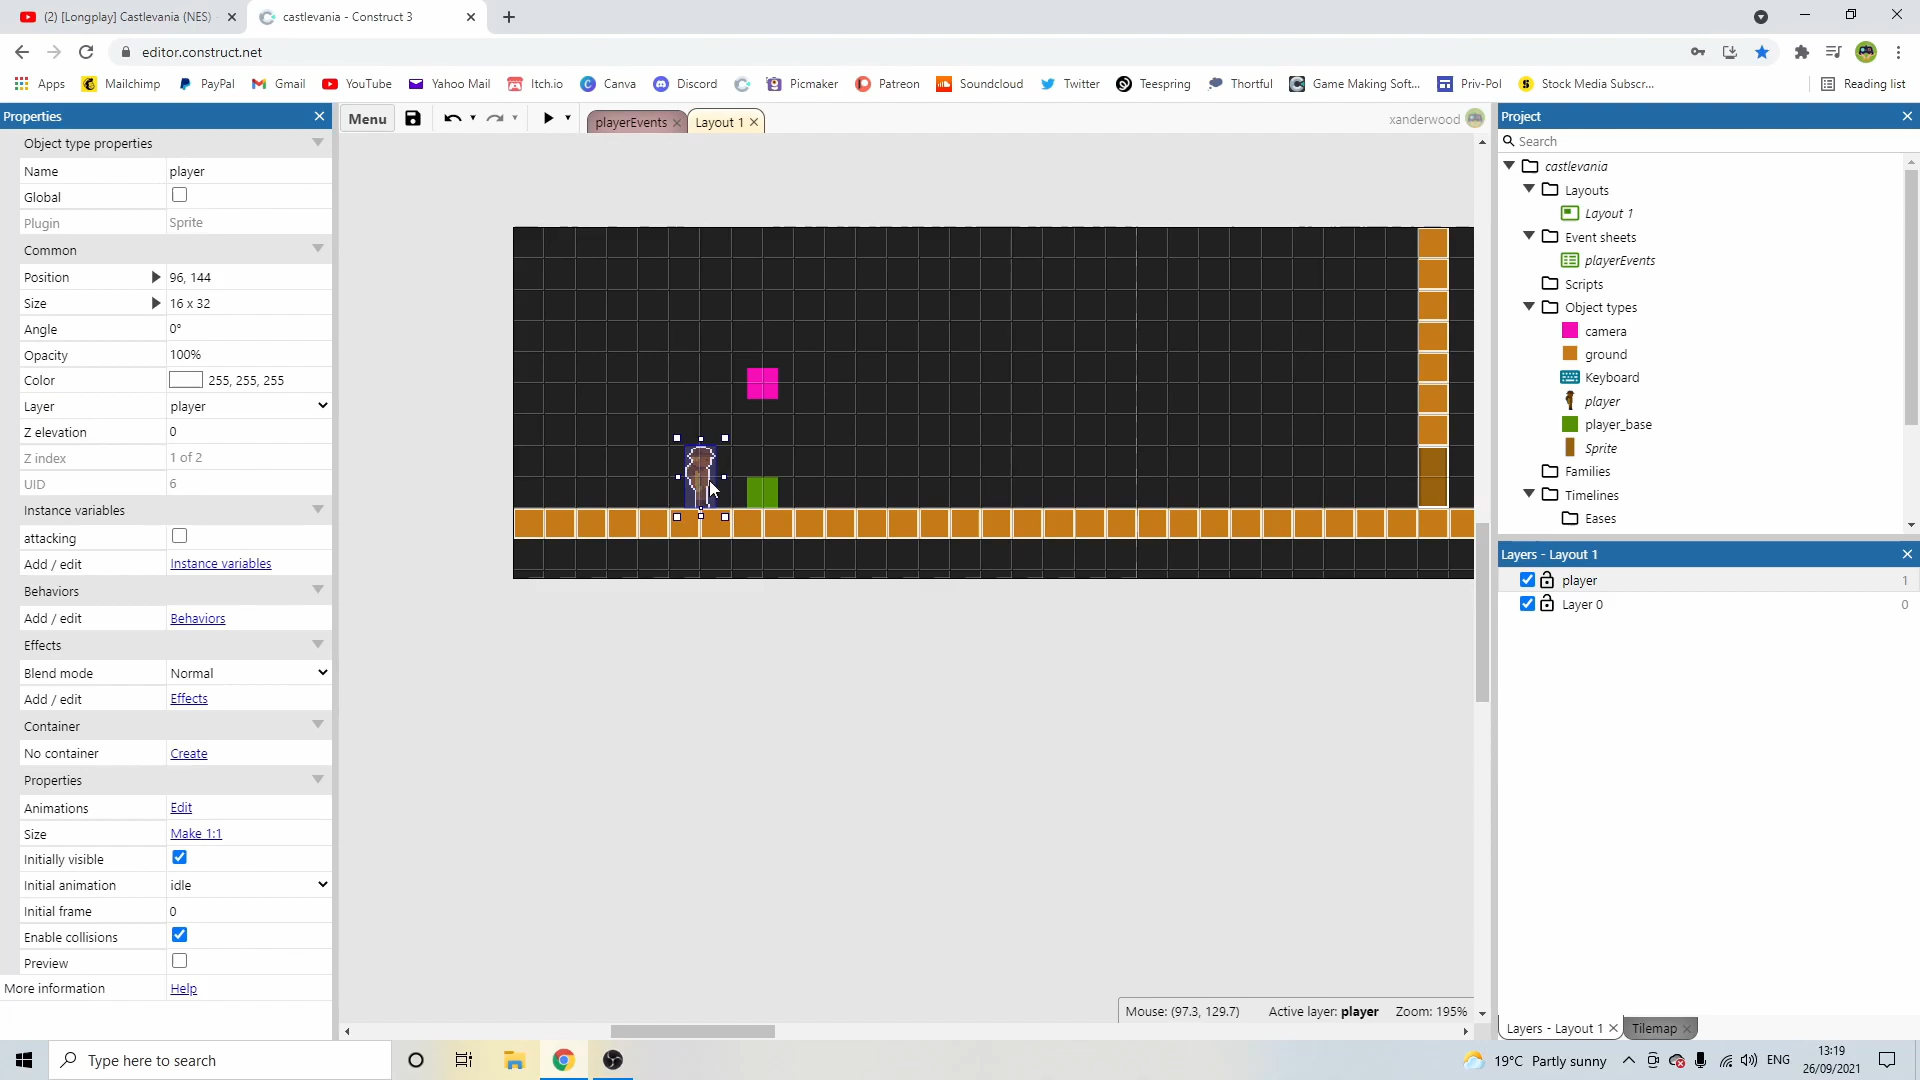 (2) [Longplay] Castlevania (NES)
castlevania - Construct 3
editor.construct.net
Apps Mailchimp PayPal Gmail YouTube Yahoo Mail Itch.io Canva Discord Picmaker Patreon Soundcloud Twitter Teespring Thortful Game Making Soft... Priv-Pol Stock Media Subscr... Reading list
Properties
Object type properties
Name player
Global
Plugin Sprite
Common
Position 96, 144
Size 16 x 32
Angle 0°
Opacity 100%
Color 255, 255, 255
Layer player
Z elevation 0
Z index 1 of 2
UID 6
Instance variables
attacking
Add / edit Instance variables
Behaviors
Add / edit Behaviors
Effects
Blend mode Normal
Add / edit Effects
Container
No container Create
Properties
Animations Edit
Size Make 1:1
Initially visible
Initial animation idle
Initial frame 0
Enable collisions
Preview
More information Help
Menu
playerEvents
Layout 1
xanderwood
Mouse: (97.3, 129.7) Active layer: player Zoom: 195%
Project
Search
castlevania
Layouts
Layout 1
Event sheets
playerEvents
Scripts
Object types
camera
ground
Keyboard
player
player_base
Sprite
Families
Timelines
Eases
Layers - Layout 1
player 1
Layer 0 0
Layers - Layout 1 Tilemap
Type here to search
19°C Partly sunny
ENG
13:19
26/09/2021